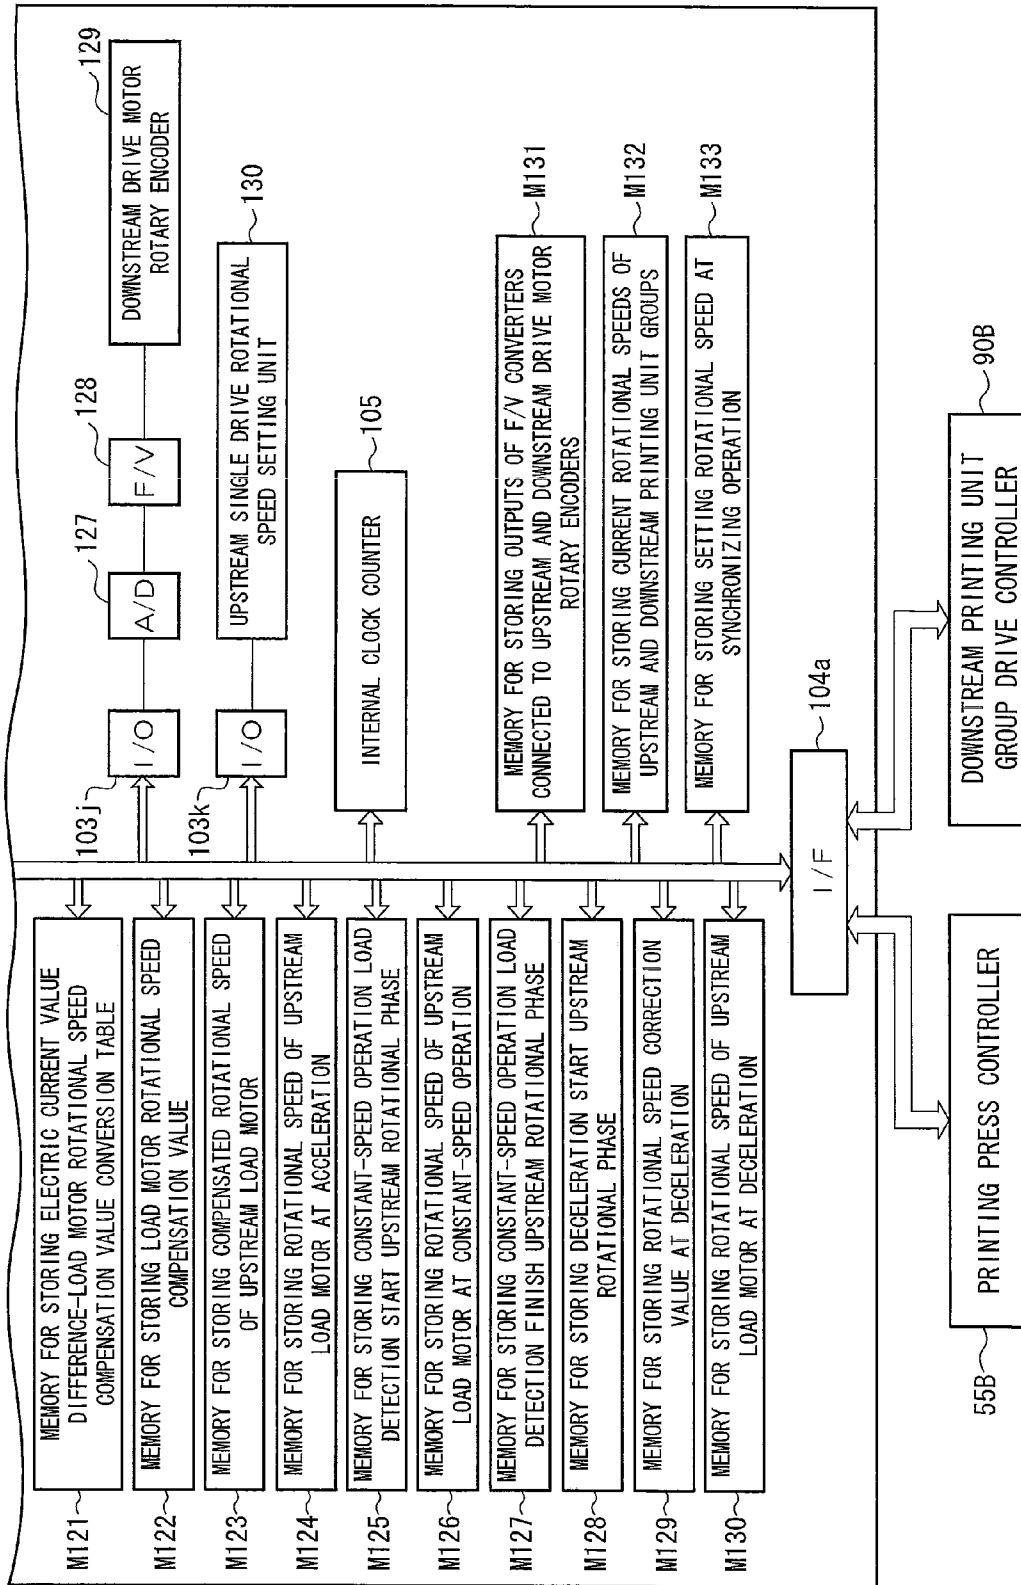 DOWNSTREAM DRIVE MOTOR
ROTARY ENCODER
129
F/V
128
A/D
127
I/O
103j
UPSTREAM SINGLE DRIVE ROTATIONAL
SPEED SETTING UNIT
130
I/O
103k
INTERNAL CLOCK COUNTER
105
MEMORY FOR STORING OUTPUTS OF F/V CONVERTERS
CONNECTED TO UPSTREAM AND DOWNSTREAM DRIVE MOTOR
ROTARY ENCODERS
M131
MEMORY FOR STORING CURRENT ROTATIONAL SPEEDS OF
UPSTREAM AND DOWNSTREAM PRINTING UNIT GROUPS
M132
MEMORY FOR STORING SETTING ROTATIONAL SPEED AT
SYNCHRONIZING OPERATION
M133
M121
MEMORY FOR STORING ELECTRIC CURRENT VALUE
DIFFERENCE-LOAD MOTOR ROTATIONAL SPEED
COMPENSATION VALUE CONVERSION TABLE
M122
MEMORY FOR STORING LOAD MOTOR ROTATIONAL SPEED
COMPENSATION VALUE
M123
MEMORY FOR STORING COMPENSATED ROTATIONAL SPEED
OF UPSTREAM LOAD MOTOR
M124
MEMORY FOR STORING ROTATIONAL SPEED OF UPSTREAM
LOAD MOTOR AT ACCELERATION
M125
MEMORY FOR STORING CONSTANT-SPEED OPERATION LOAD
DETECTION START UPSTREAM ROTATIONAL PHASE
M126
MEMORY FOR STORING ROTATIONAL SPEED OF UPSTREAM
LOAD MOTOR AT CONSTANT-SPEED OPERATION
M127
MEMORY FOR STORING CONSTANT-SPEED OPERATION LOAD
DETECTION FINISH UPSTREAM ROTATIONAL PHASE
M128
MEMORY FOR STORING DECELERATION START UPSTREAM
ROTATIONAL PHASE
M129
MEMORY FOR STORING ROTATIONAL SPEED CORRECTION
VALUE AT DECELERATION
M130
MEMORY FOR STORING ROTATIONAL SPEED OF UPSTREAM
LOAD MOTOR AT DECELERATION
I/F
104a
PRINTING PRESS CONTROLLER
55B
DOWNSTREAM PRINTING UNIT
GROUP DRIVE CONTROLLER
90B